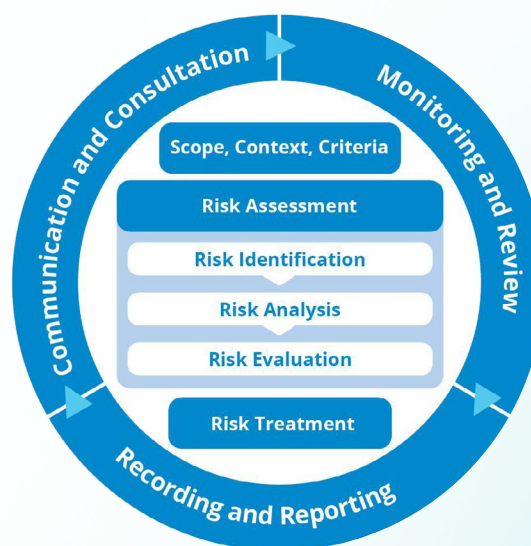 Communication and Consultation
Monitoring and Review
Scope, Context, Criteria
Risk Assessment
Risk Identification
Risk Analysis
Risk Evaluation
Risk Treatment
Recording and Reporting